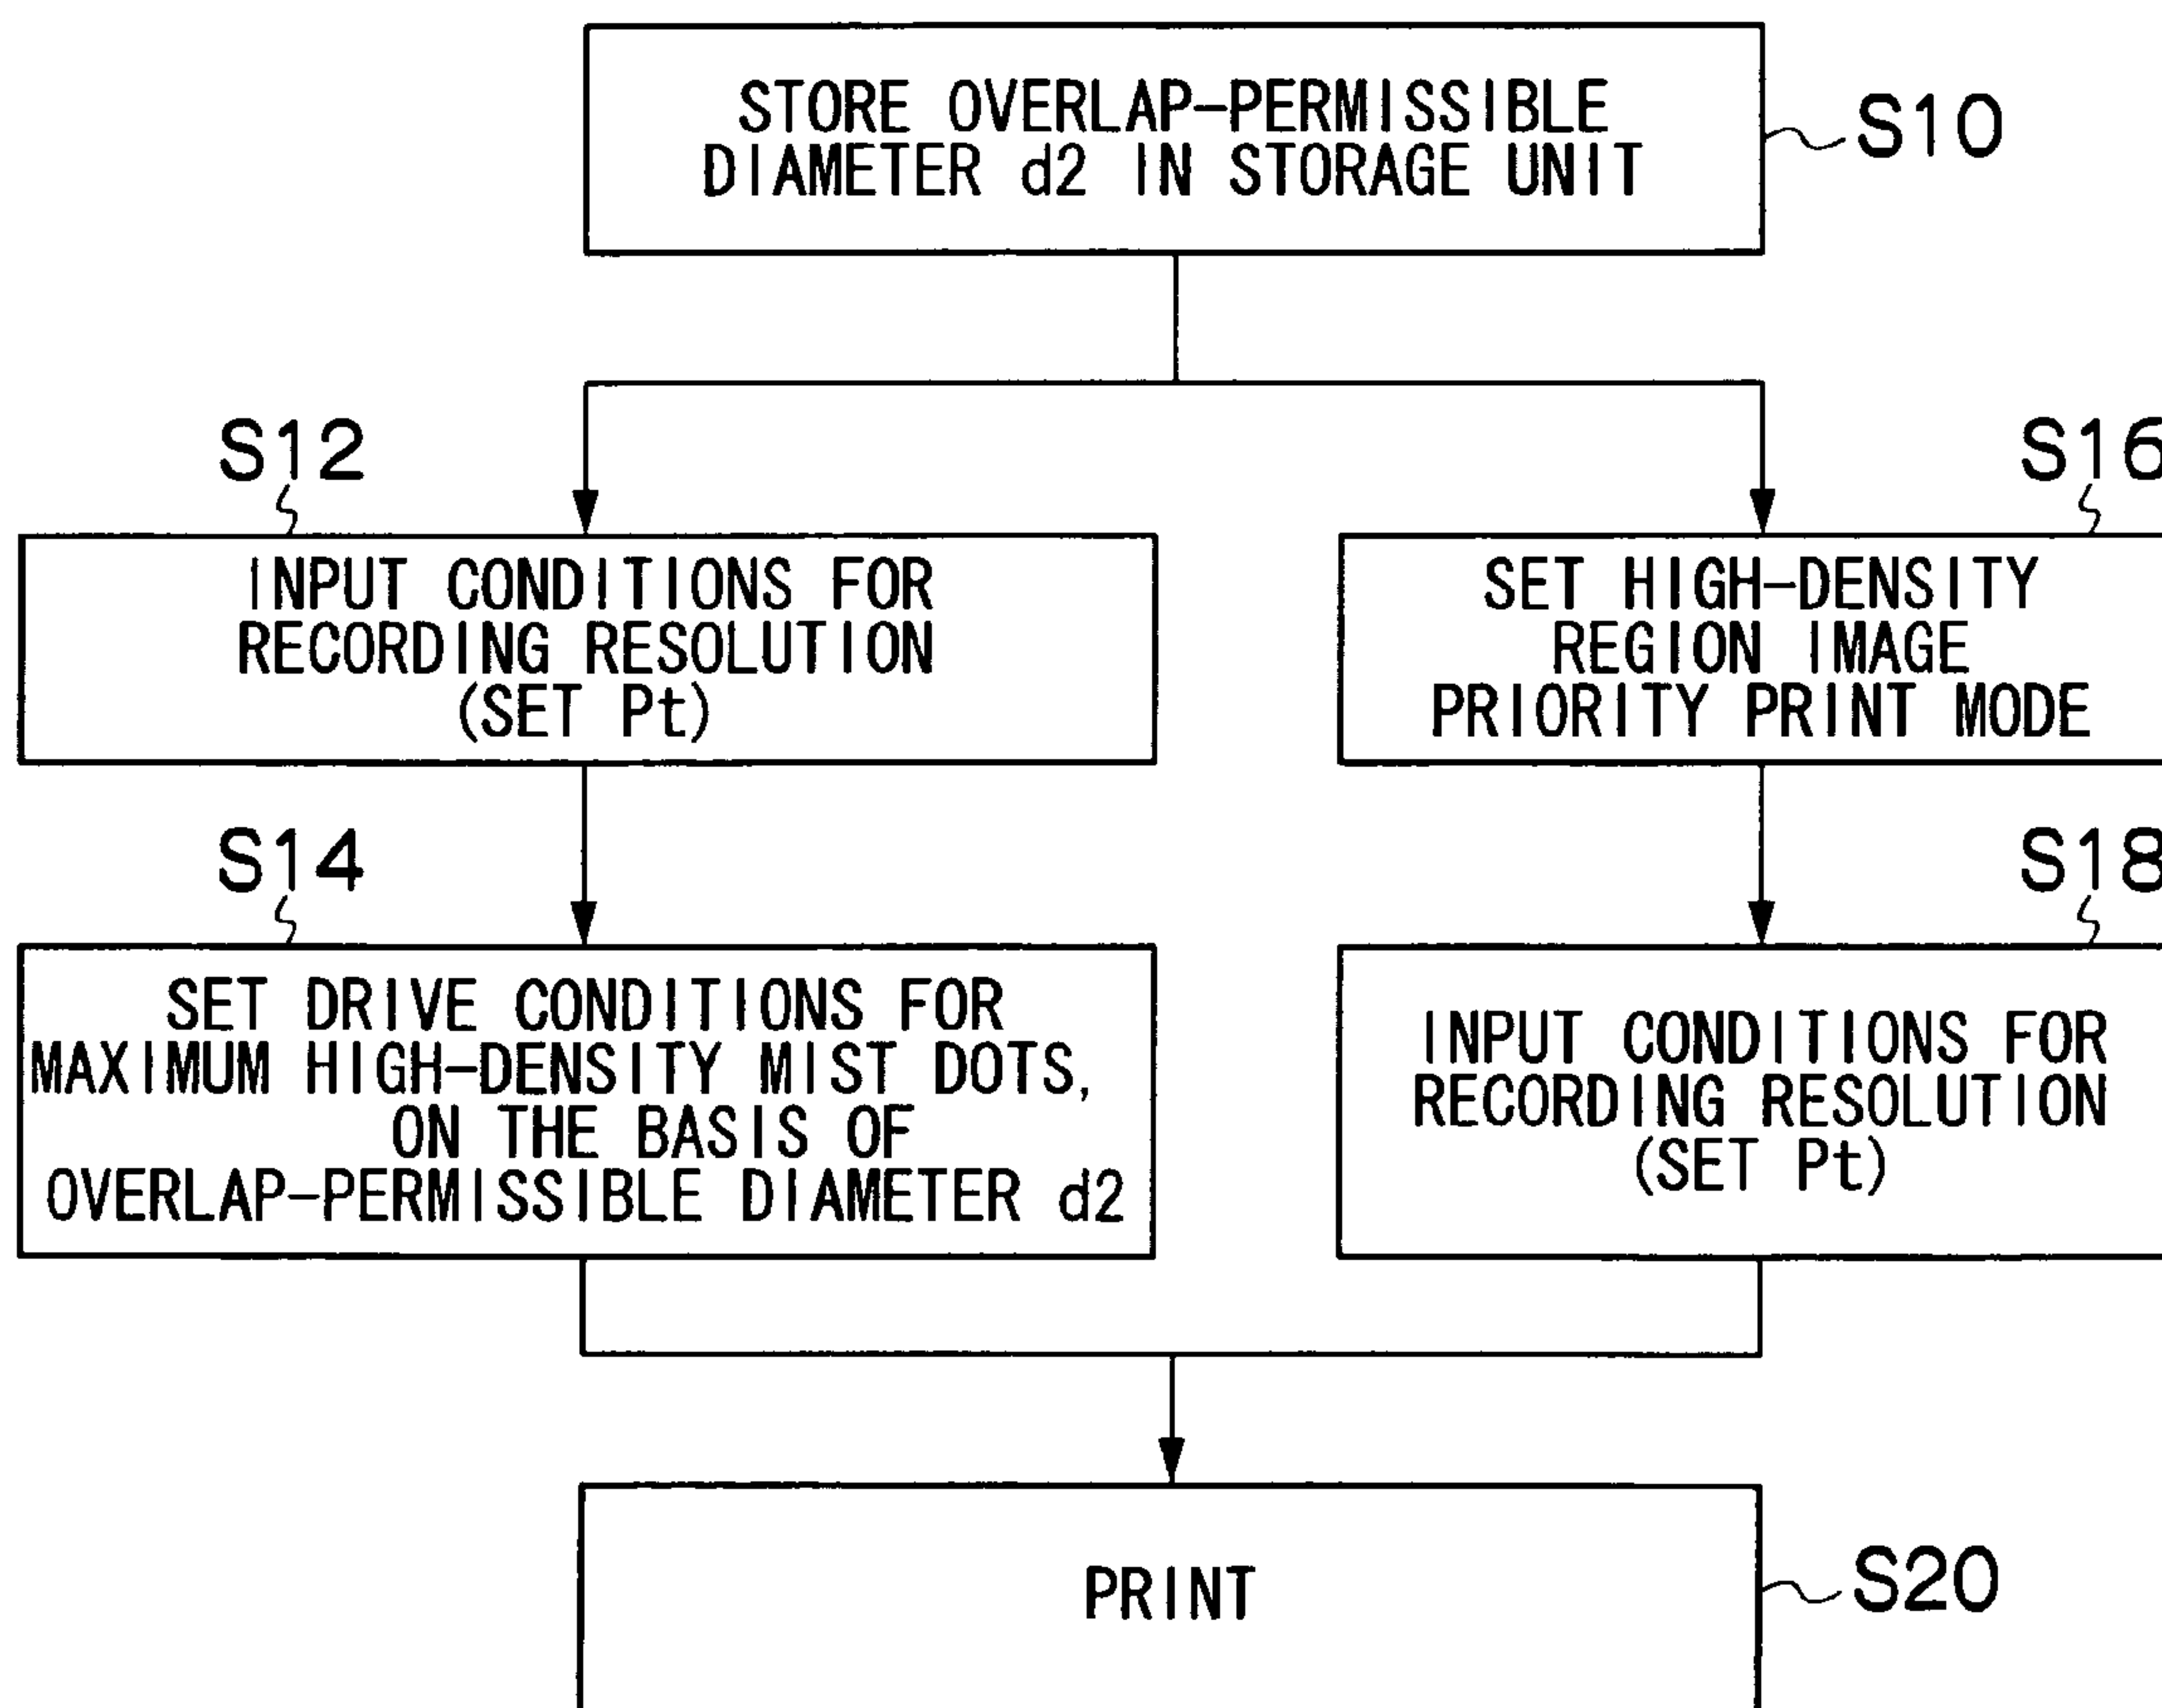 STORE OVERLAP-PERMISSIBLE
DIAMETER d2 IN STORAGE UNIT
S10
S12
INPUT CONDITIONS FOR
RECORDING RESOLUTION
(SET Pt)
S16
SET HIGH-DENSITY
REGION IMAGE
PRIORITY PRINT MODE
S14
SET DRIVE CONDITIONS FOR
MAXIMUM HIGH-DENSITY MIST DOTS,
ON THE BASIS OF
OVERLAP-PERMISSIBLE DIAMETER d2
S18
INPUT CONDITIONS FOR
RECORDING RESOLUTION
(SET Pt)
PRINT
S20